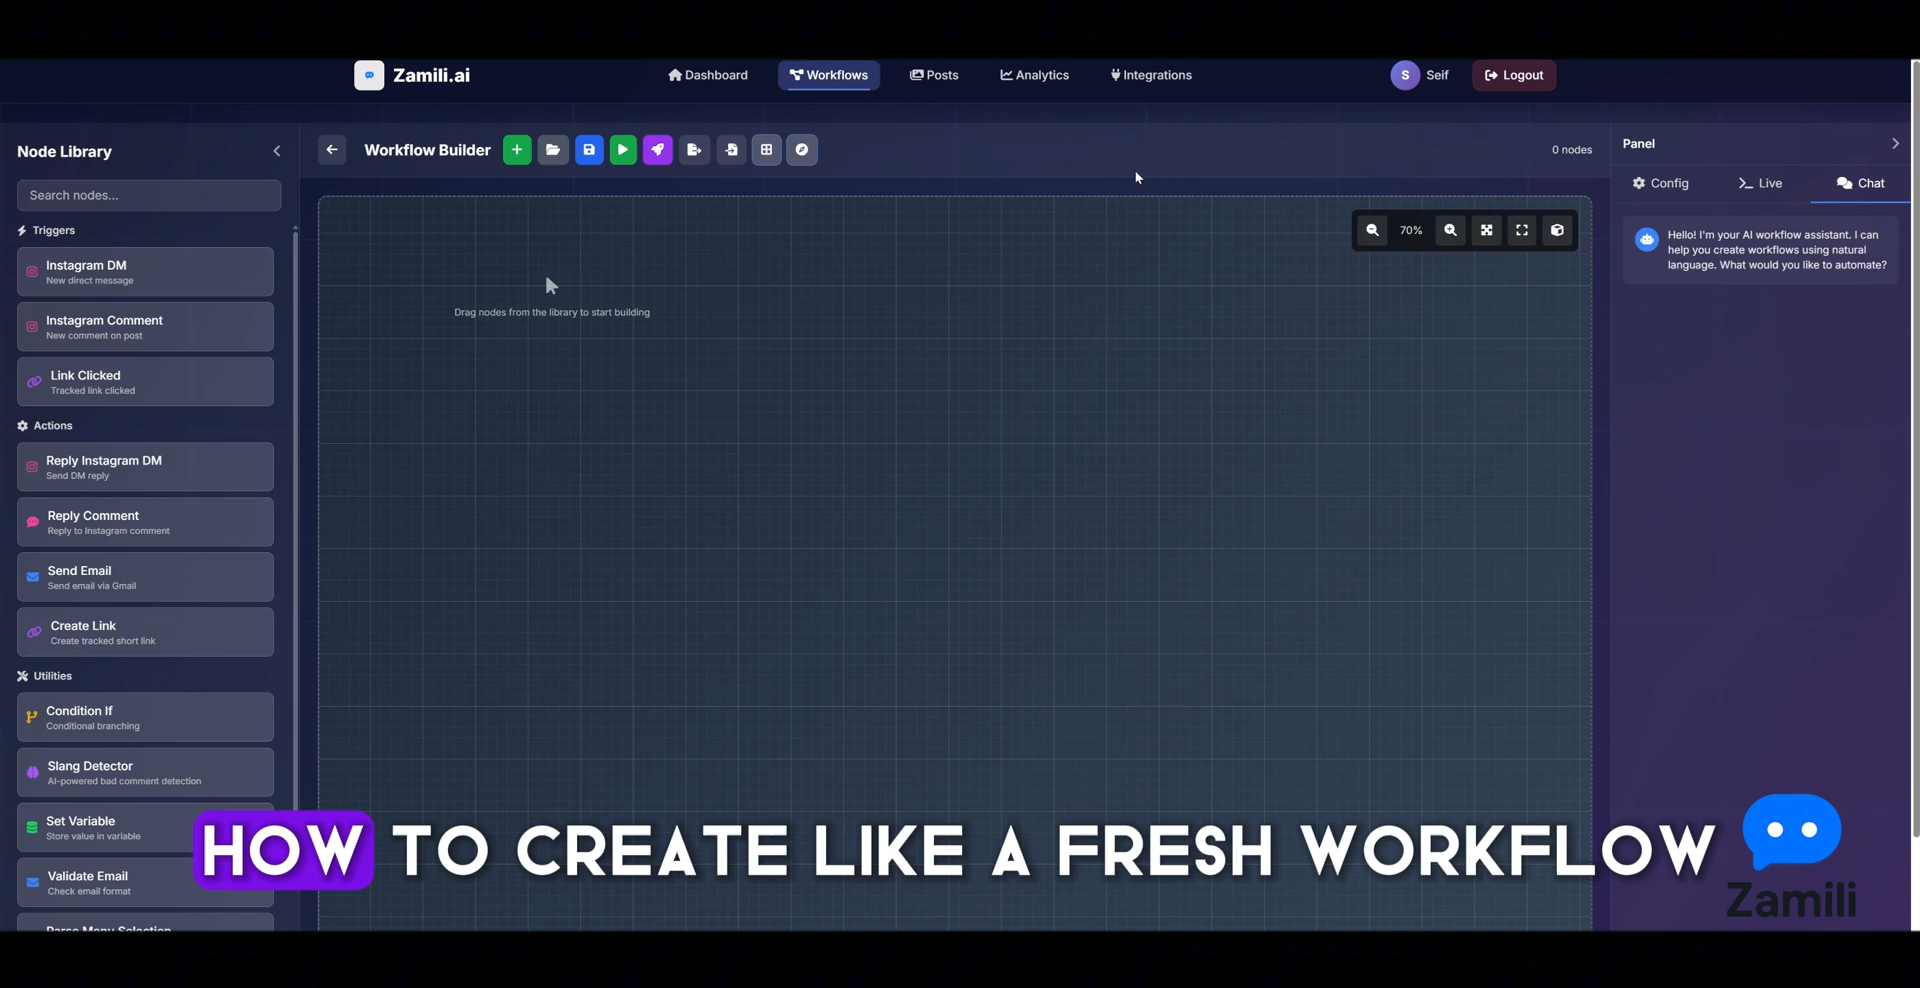 Zamili.ai
Dashboard
Workflows
Posts
Analytics
Integrations
S
Seif
Logout
Node Library
Search nodes...
Triggers
Instagram DM
New direct message
Instagram Comment
New comment on post
Link Clicked
Tracked link clicked
Actions
Reply Instagram DM
Send DM reply
Reply Comment
Reply to Instagram comment
Send Email
Send email via Gmail
Create Link
Create tracked short link
Utilities
Condition If
Conditional branching
Slang Detector
AI-powered bad comment detection
Set Variable
Store value in variable
Validate Email
Check email format
Parse Menu Selection
Workflow Builder
0 nodes
70%
Drag nodes from the library to start building
Panel
Config
Live
Chat
Hello! I'm your AI workflow assistant. I can
help you create workflows using natural
language. What would you like to automate?
HOW TO CREATE LIKE A FRESH WORKFLOW
Zamili